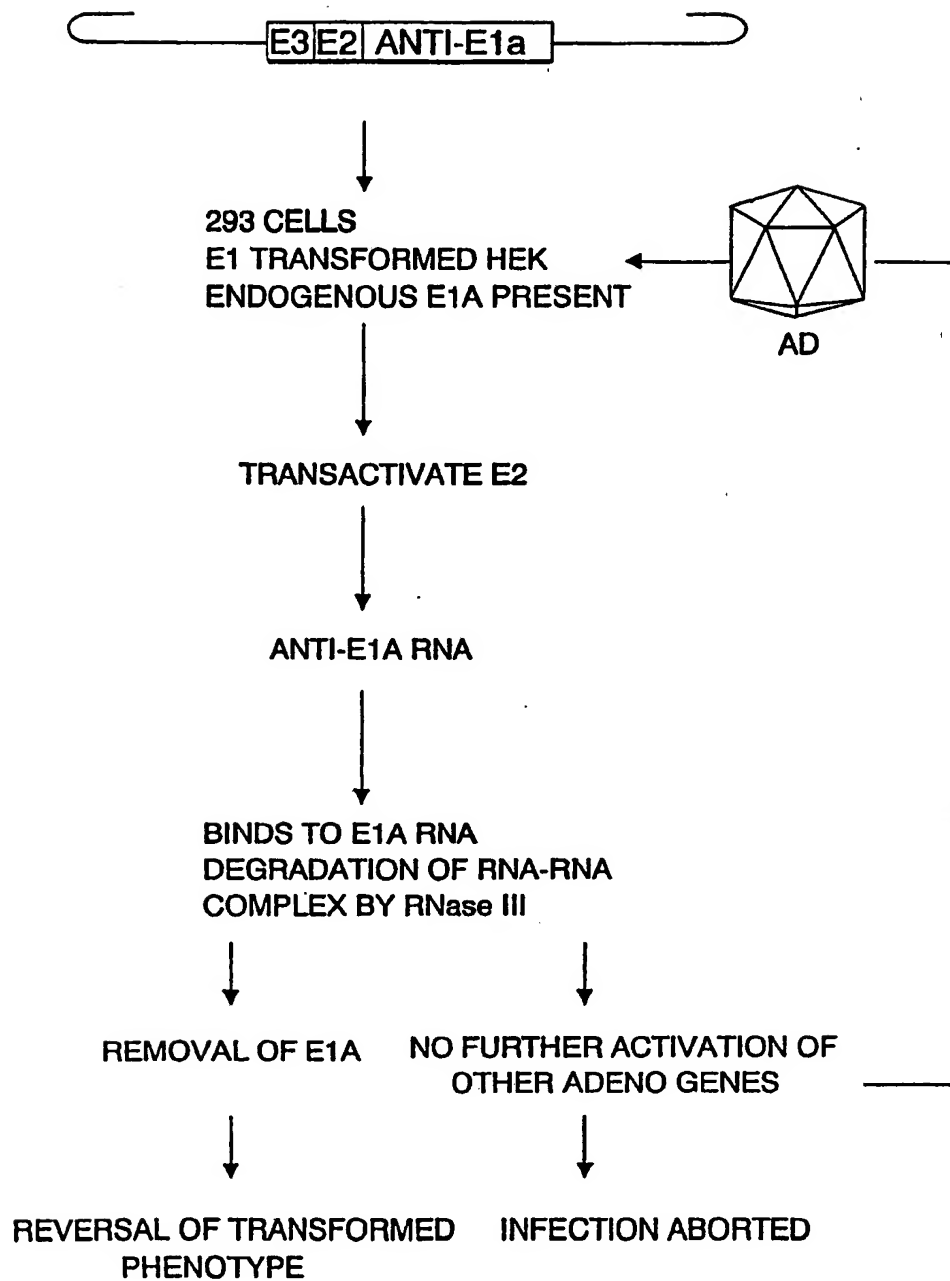 E3 E2 ANTI-E1a
293 CELLS
E1 TRANSFORMED HEK
ENDOGENOUS E1A PRESENT
AD
TRANSACTIVATE E2
ANTI-E1A RNA
BINDS TO E1A RNA
DEGRADATION OF RNA-RNA
COMPLEX BY RNase III
REMOVAL OF E1A
NO FURTHER ACTIVATION OF
OTHER ADENO GENES
REVERSAL OF TRANSFORMED
PHENOTYPE
INFECTION ABORTED